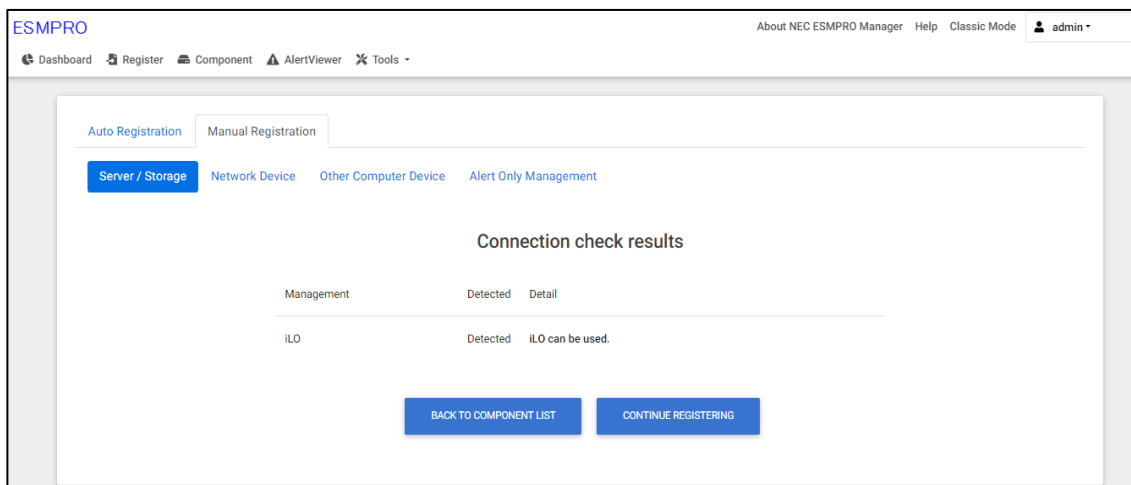 ESMPRO
About NEC ESMPRO Manager Help Classic Mode admin
Dashboard Register Component AlertViewer Tools
Auto Registration Manual Registration
Server / Storage Network Device Other Computer Device Alert Only Management
Connection check results
Management Detected Detail
iLO Detected iLO can be used.
BACK TO COMPONENT LIST CONTINUE REGISTERING